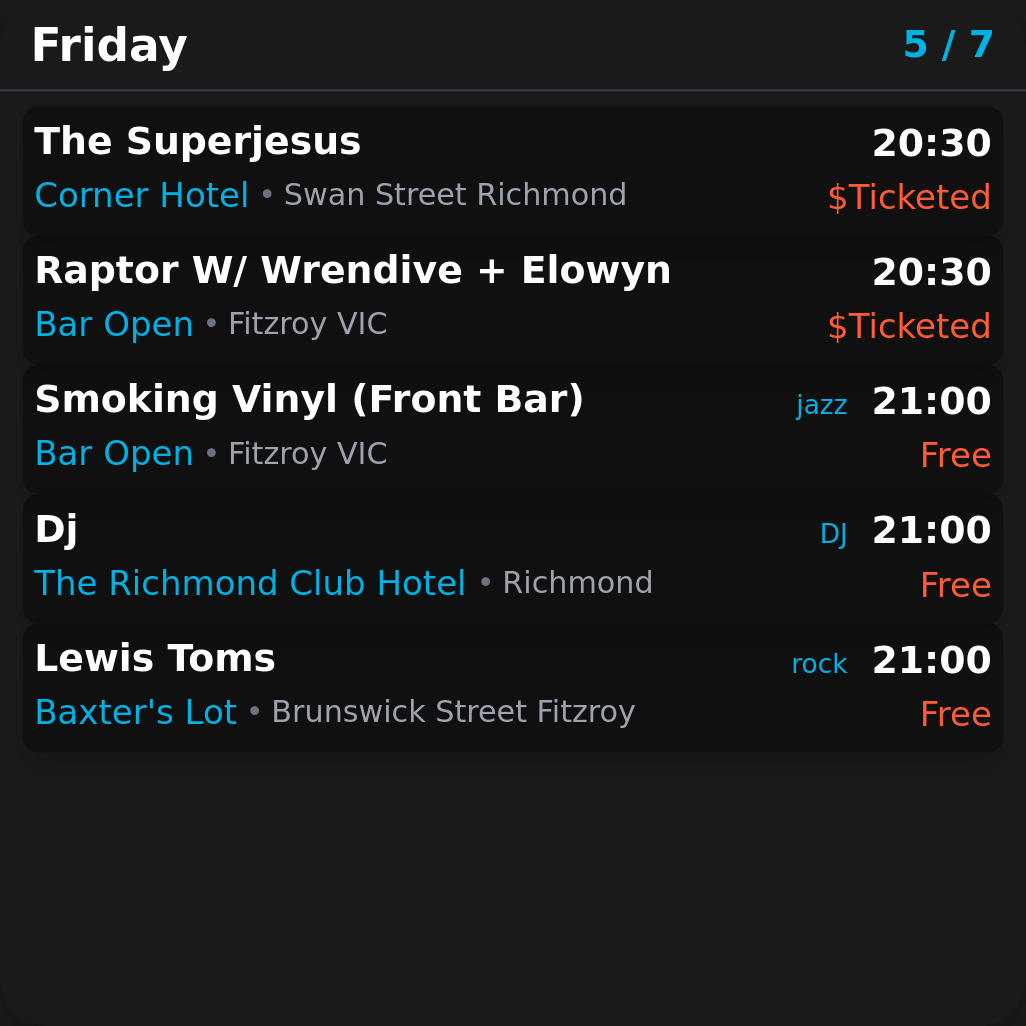 Friday 5 / 7
The Superjesus 20:30
Corner Hotel • Swan Street Richmond $Ticketed
Raptor W/ Wrendive + Elowyn 20:30
Bar Open • Fitzroy VIC $Ticketed
Smoking Vinyl (Front Bar) jazz 21:00
Bar Open • Fitzroy VIC Free
Dj DJ 21:00
The Richmond Club Hotel • Richmond Free
Lewis Toms rock 21:00
Baxter's Lot • Brunswick Street Fitzroy Free